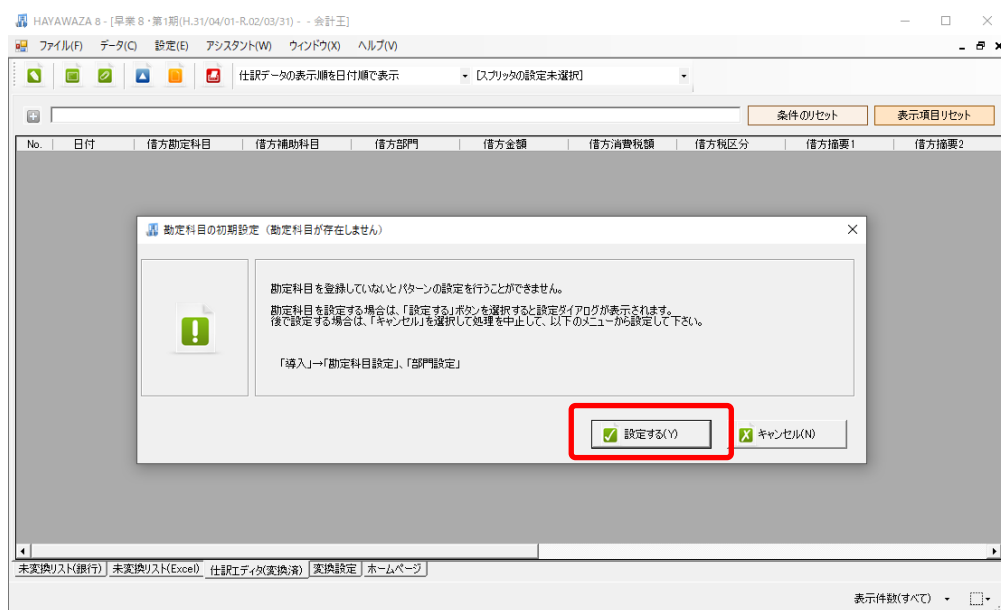 HAYAWAZA 8 - [早業８・第1期(H.31/04/01-R.02/03/31) - - 会計王]
ファイル(F) データ(C) 設定(E) アシスタント(W) ウィンドウ(X) ヘルプ(V)
仕訳データの表示順を日付順で表示 [スプリッタの設定未選択]
条件のリセット 表示項目リセット
No. 日付 借方勘定科目 借方補助科目 借方部門 借方金額 借方消費税額 借方税区分 借方摘要1 借方摘要2
勘定科目の初期設定（勘定科目が存在しません）
勘定科目を登録していないとパターンの設定を行うことができません。
勘定科目を設定する場合は、「設定する」ボタンを選択すると設定ダイアログが表示されます。
後で設定する場合は、「キャンセル」を選択して処理を中止して、以下のメニューから設定して下さい。
「導入」→「勘定科目設定」、「部門設定」
設定する(Y) キャンセル(N)
未変換リスト(銀行) 未変換リスト(Excel) 仕訳エディタ(変換済) 変換設定 ホームページ
表示件数(すべて)